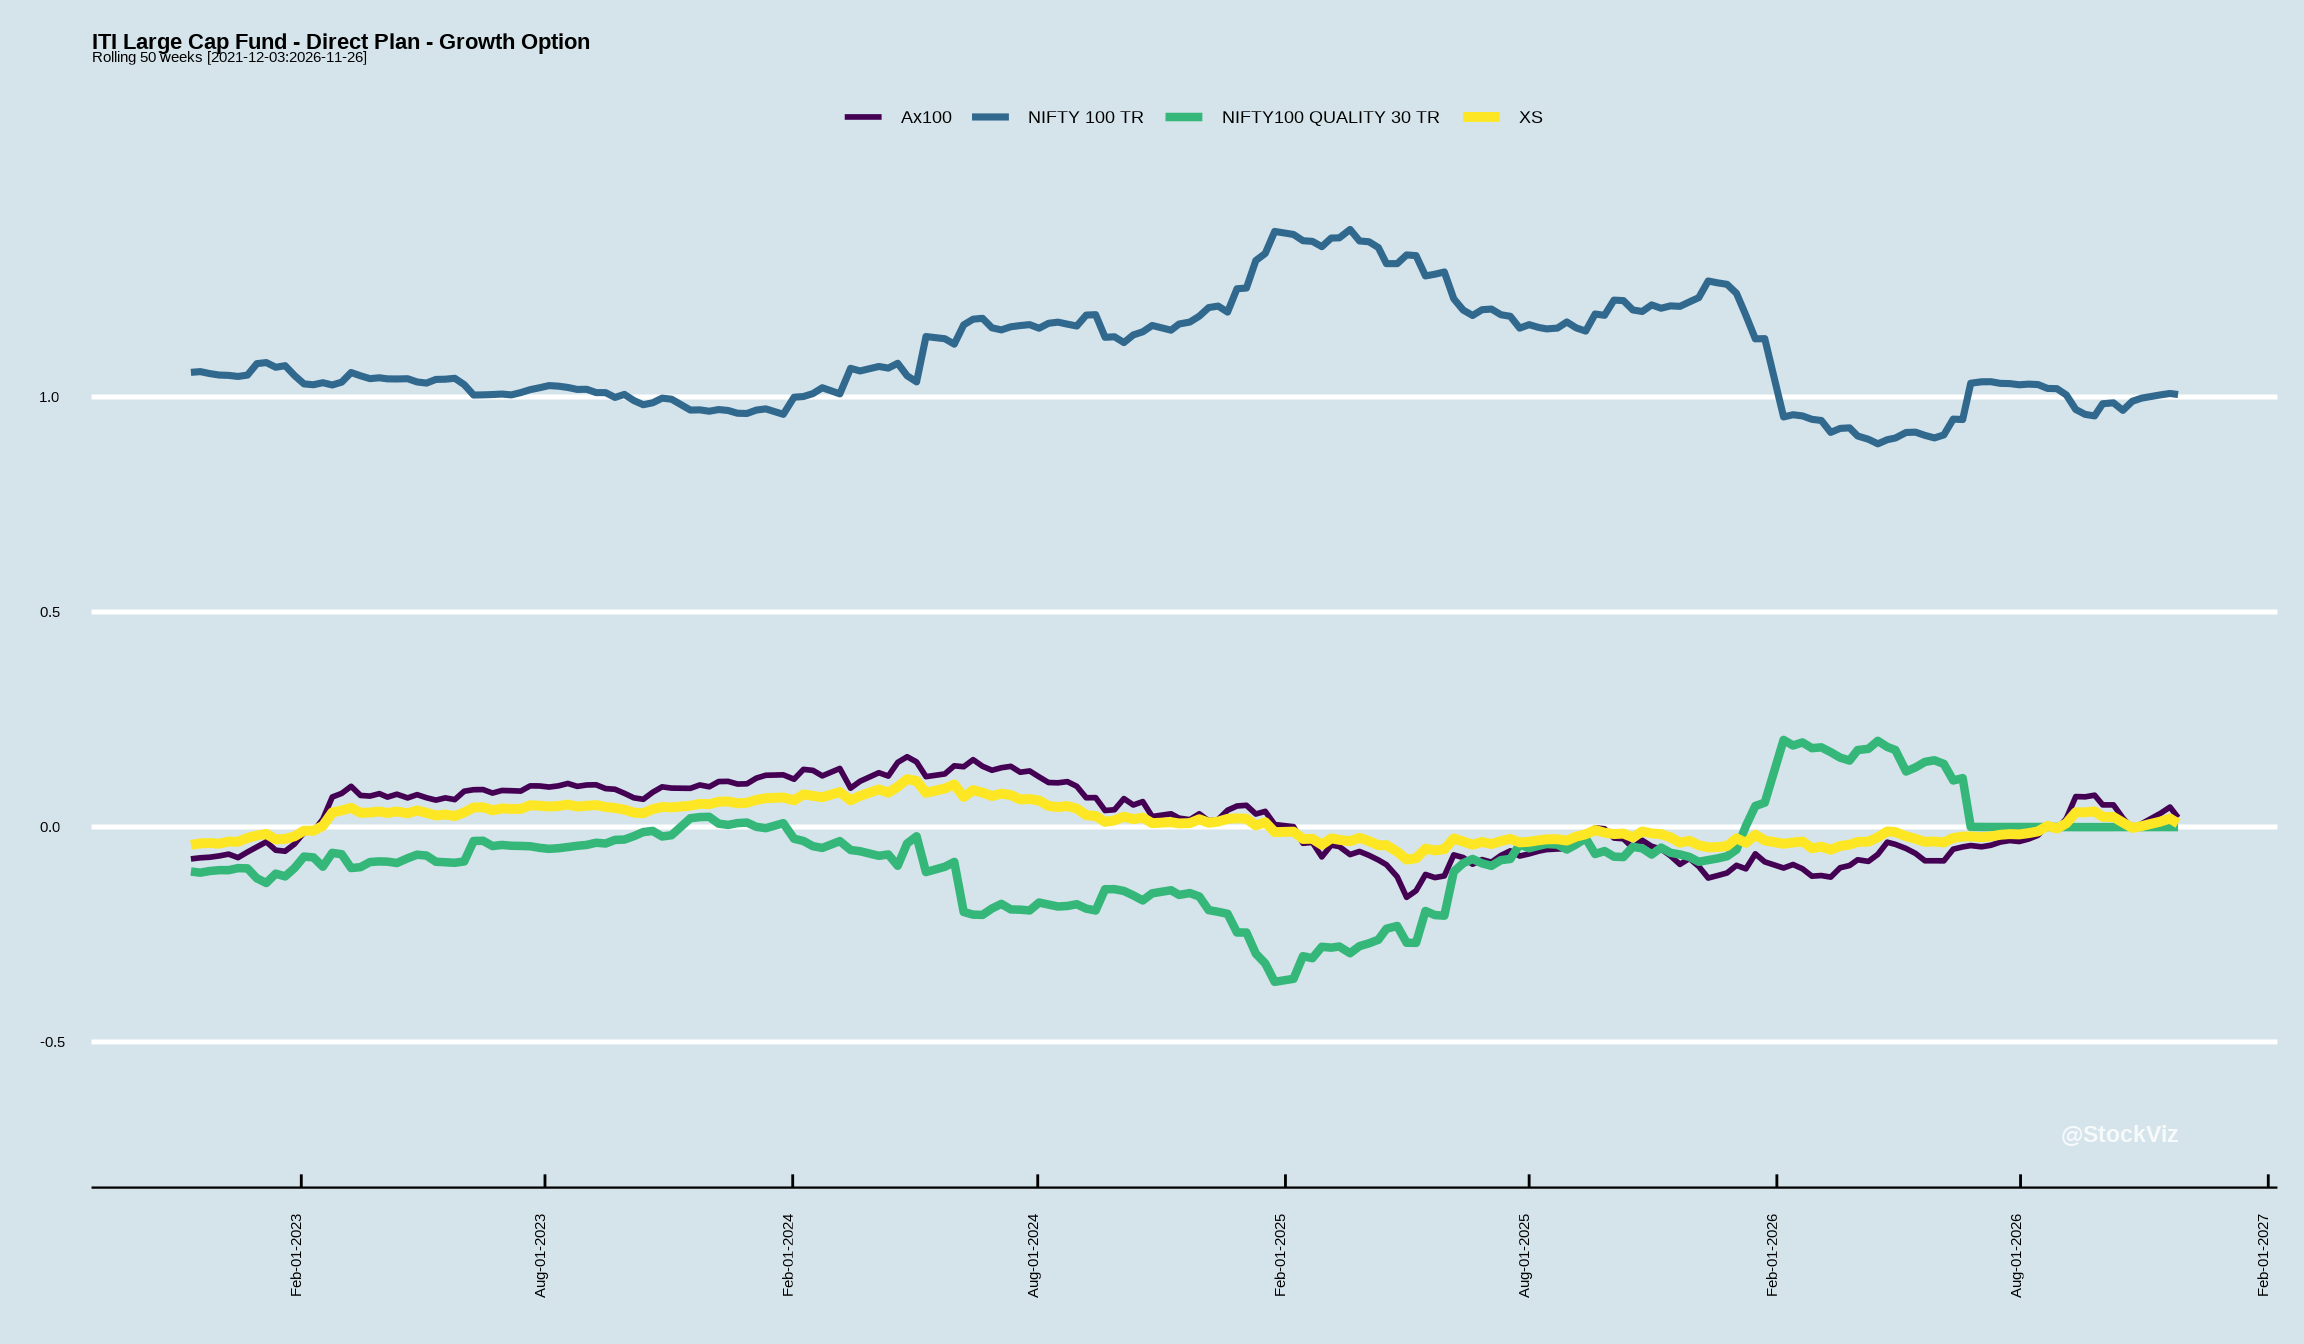 ITI Large Cap Fund - Direct Plan - Growth Option
Rolling 50 weeks [2021-12-03:2026-11-26]
Ax100 NIFTY 100 TR NIFTY100 QUALITY 30 TR XS
1.0
0.5
0.0
-0.5
@StockViz
Feb-01-2023 Aug-01-2023 Feb-01-2024 Aug-01-2024 Feb-01-2025 Aug-01-2025 Feb-01-2026 Aug-01-2026 Feb-01-2027